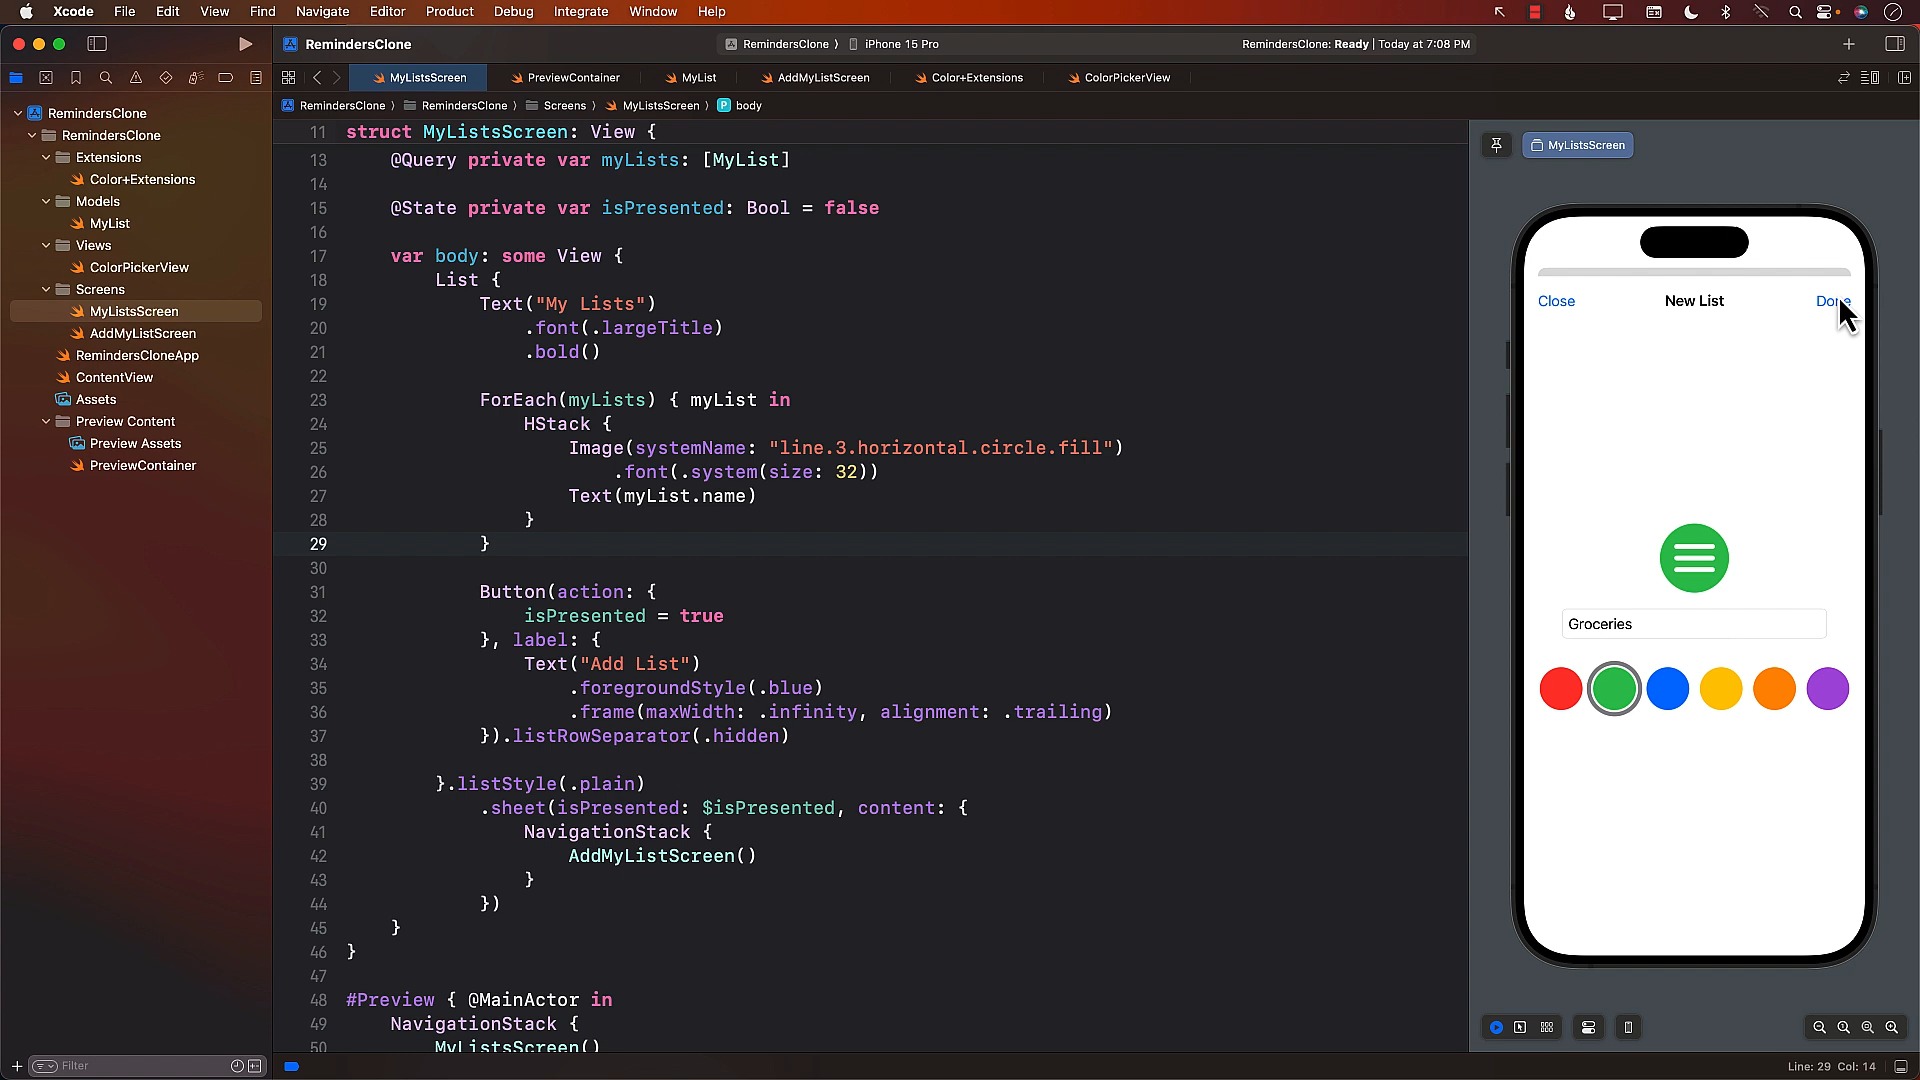 Xcode File Edit View Find Navigate Editor Product Debug Integrate Window Help
RemindersClone
RemindersClone ⟩ iPhone 15 Pro
RemindersClone: Ready | Today at 7:08 PM
MyListsScreen
PreviewContainer
MyList
AddMyListScreen
Color+Extensions
ColorPickerView
RemindersClone ⟩ RemindersClone ⟩ Screens ⟩ MyListsScreen ⟩ P body
RemindersClone
RemindersClone
Extensions
Color+Extensions
Models
MyList
Views
ColorPickerView
Screens
MyListsScreen
AddMyListScreen
RemindersCloneApp
ContentView
Assets
Preview Content
Preview Assets
PreviewContainer
Filter
11 struct MyListsScreen: View {
13 @Query private var myLists: [MyList]
14
15 @State private var isPresented: Bool = false
16
17 var body: some View {
18 List {
19 Text("My Lists")
20 .font(.largeTitle)
21 .bold()
22
23 ForEach(myLists) { myList in
24 HStack {
25 Image(systemName: "line.3.horizontal.circle.fill")
26 .font(.system(size: 32))
27 Text(myList.name)
28 }
29 }
30
31 Button(action: {
32 isPresented = true
33 }, label: {
34 Text("Add List")
35 .foregroundStyle(.blue)
36 .frame(maxWidth: .infinity, alignment: .trailing)
37 }).listRowSeparator(.hidden)
38
39 }.listStyle(.plain)
40 .sheet(isPresented: $isPresented, content: {
41 NavigationStack {
42 AddMyListScreen()
43 }
44 })
45 }
46 }
47
48 #Preview { @MainActor in
49 NavigationStack {
50 MyListsScreen()
MyListsScreen
Close New List Done
Groceries
Line: 29 Col: 14